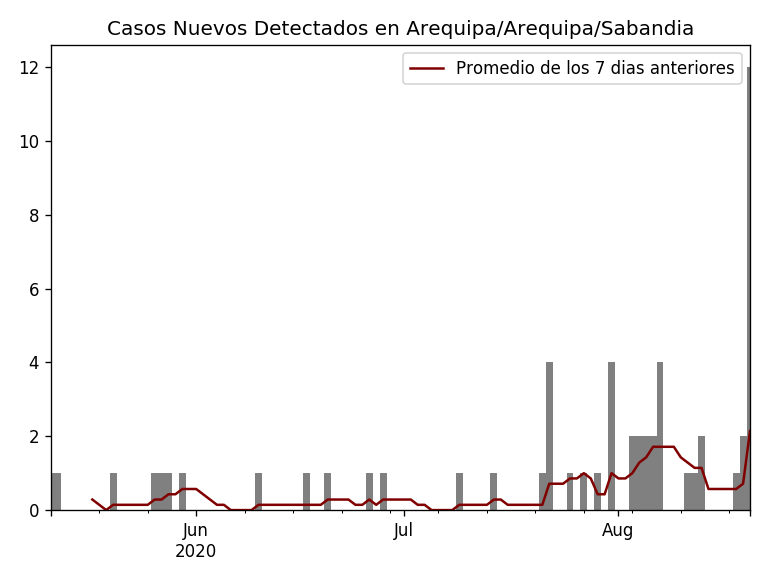 Casos Nuevos Detectados en Arequipa/Arequipa/Sabandia
Promedio de los 7 dias anteriores
12
10
8
6
4
2
0
Jun
2020
Jul
Aug